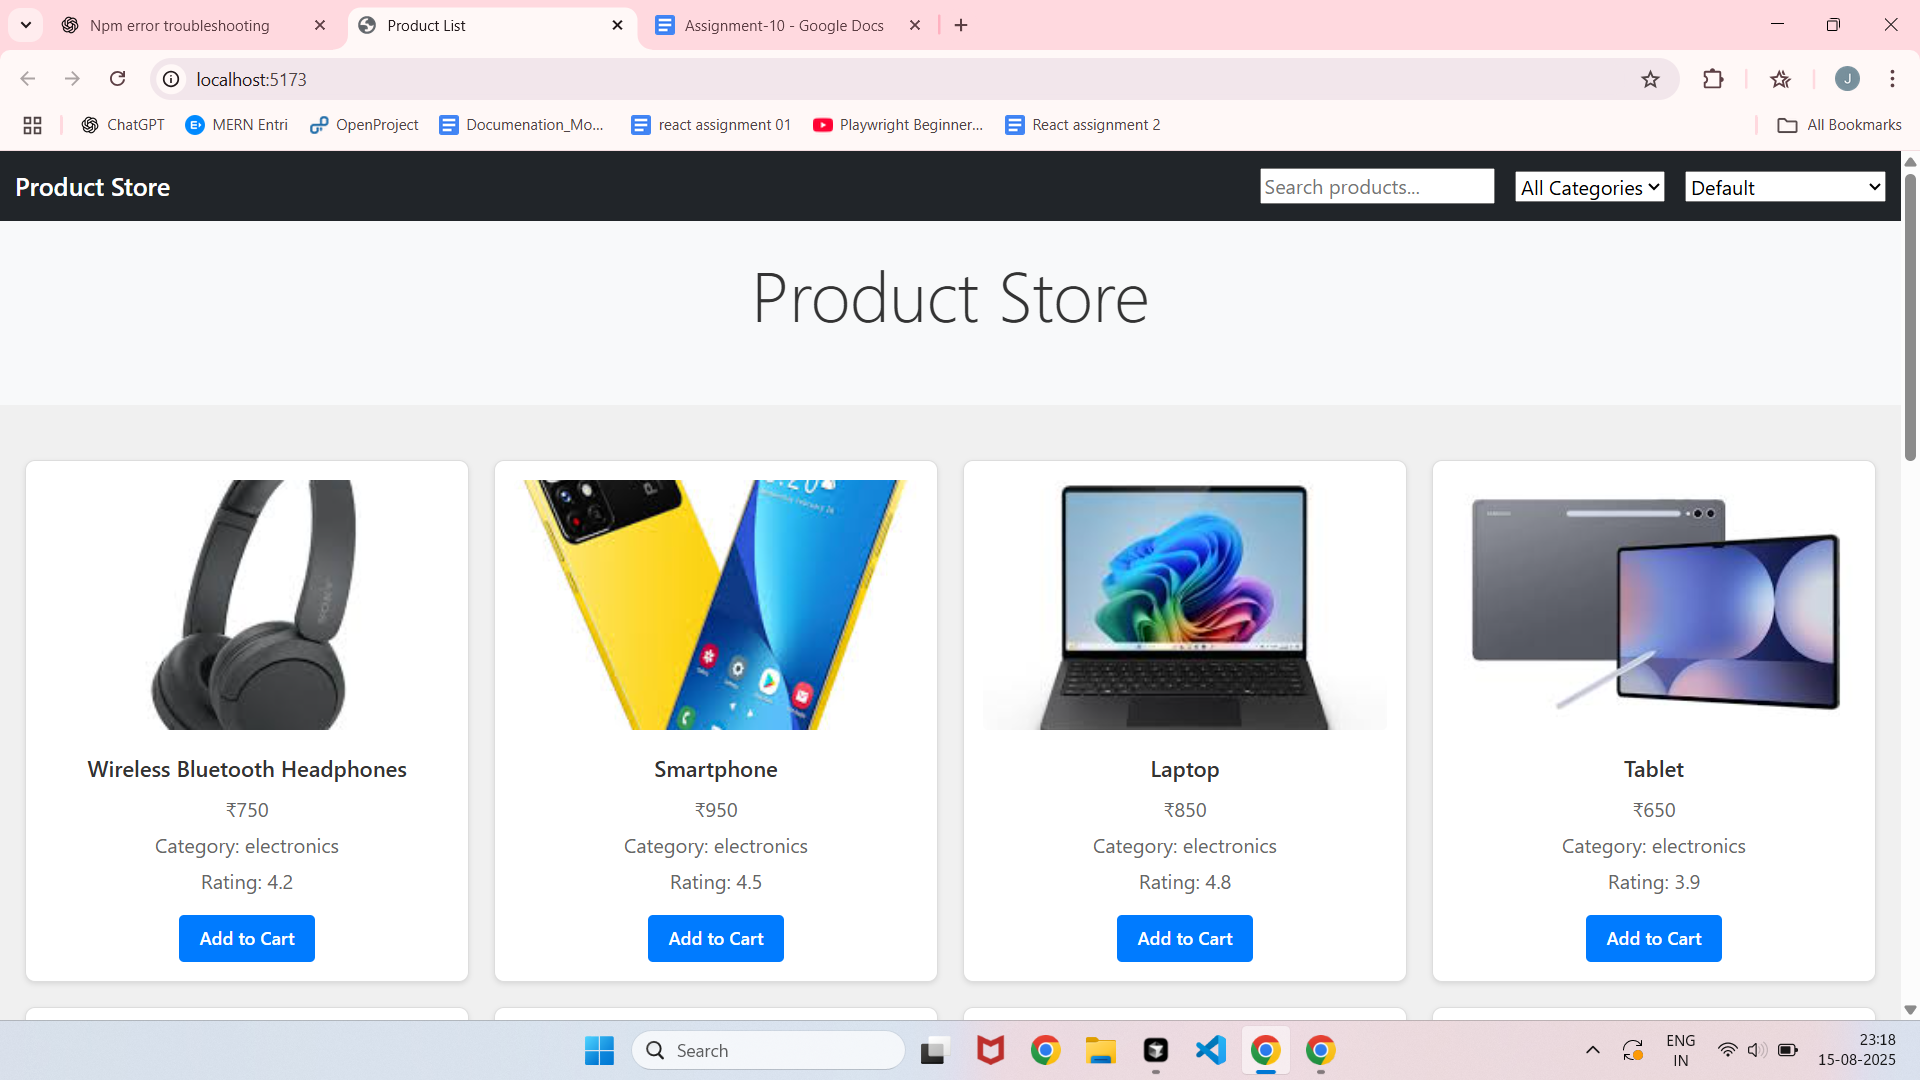 Npm error troubleshooting
Product List
Assignment-10 - Google Docs
localhost:5173
J
ChatGPT
MERN Entri
OpenProject
Documenation_Mo...
react assignment 01
Playwright Beginner...
React assignment 2
All Bookmarks
Product Store
Search products...
All Categories
Default
Product Store
SONY
SAMSUNG
Wireless Bluetooth Headphones
₹750
Category: electronics
Rating: 4.2
Add to Cart
Smartphone
₹950
Category: electronics
Rating: 4.5
Add to Cart
Laptop
₹850
Category: electronics
Rating: 4.8
Add to Cart
Tablet
₹650
Category: electronics
Rating: 3.9
Add to Cart
Search
ENG
IN
23:18
15-08-2025